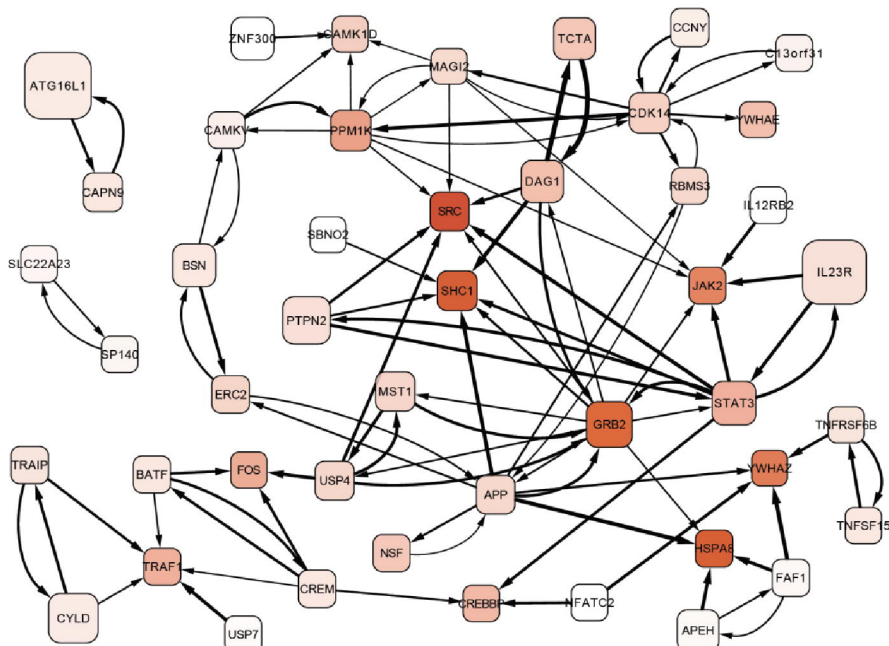 ZNF300
CAMK1D
TCTA
CCNY
C13orf31
MAGI2
ATG16L1
CAMKV
PPM1K
CDK14
YWHAE
CAPN9
DAG1
RBMS3
SRC
IL12RB2
SBNO2
BSN
SLC22A23
SHC1
JAK2
IL23R
PTPN2
SP140
ERC2
MST1
STAT3
GRB2
TNFRSF6B
TRAIP
BATF
FOS
USP4
APP
YWHAZ
TNFSF15
NSF
HSPA8
TRAF1
FAF1
CREM
CREBBP
NFATC2
CYLD
USP7
APEH